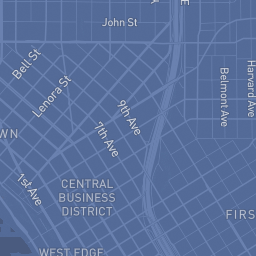 John St
Bell St
Lenora St
9th Ave
7th Ave
Belmont Ave
Harvard Ave
OWN
1st Ave
CENTRAL
BUSINESS
DISTRICT
FIRS
WEST EDGE